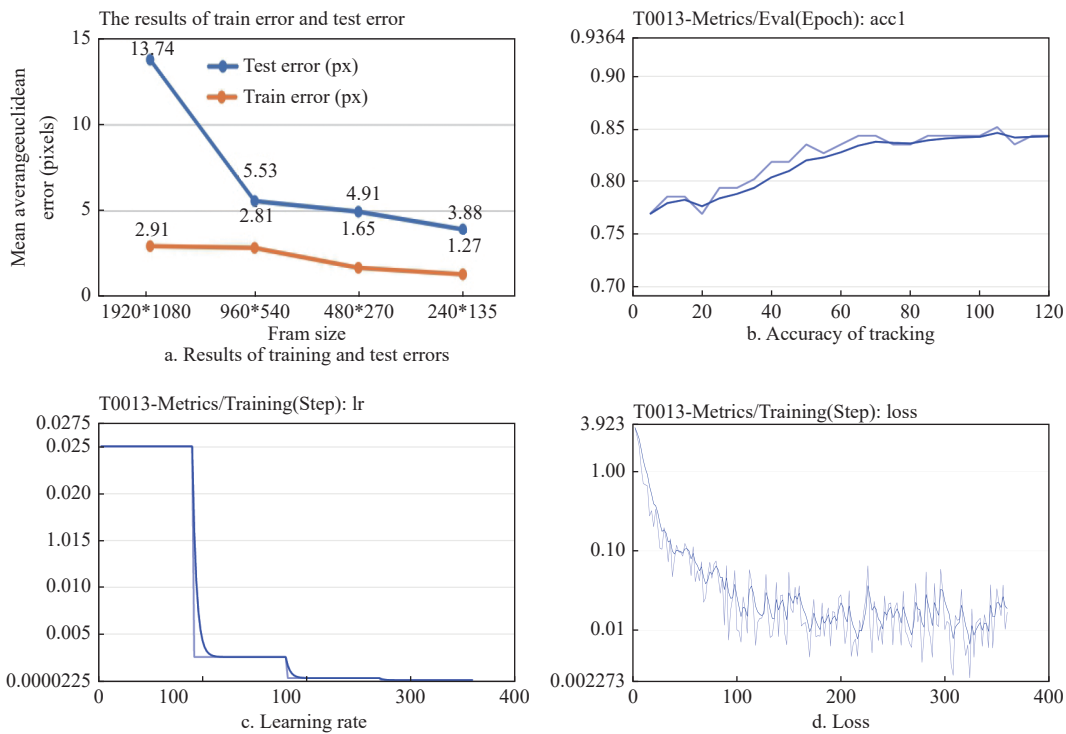 The results of train error and test error
15
10
5
0
Mean averangeeuclidean
error (pixels)
13.74
5.53
4.91
3.88
2.91
2.81
1.65
1.27
Test error (px)
Train error (px)
1920*1080 960*540 480*270 240*135
Fram size
a. Results of training and test errors
T0013-Metrics/Eval(Epoch): acc1
0.9364
0.90
0.85
0.80
0.75
0.70
0 20 40 60 80 100 120
b. Accuracy of tracking
T0013-Metrics/Training(Step): lr
0.0275
0.025
0.020
1.015
0.010
0.005
0.0000225
0 100 100 300 400
c. Learning rate
T0013-Metrics/Training(Step): loss
3.923
1.00
0.10
0.01
0.002273
0 100 200 300 400
d. Loss